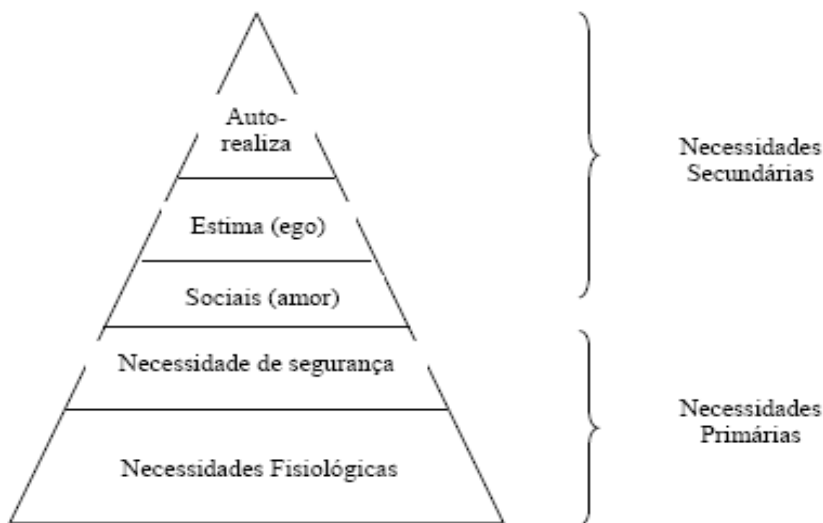 Auto-
realiza
Necessidades
Secundárias
Estima (ego)
Sociais (amor)
Necessidade de segurança
Necessidades
Primárias
Necessidades Fisiológicas